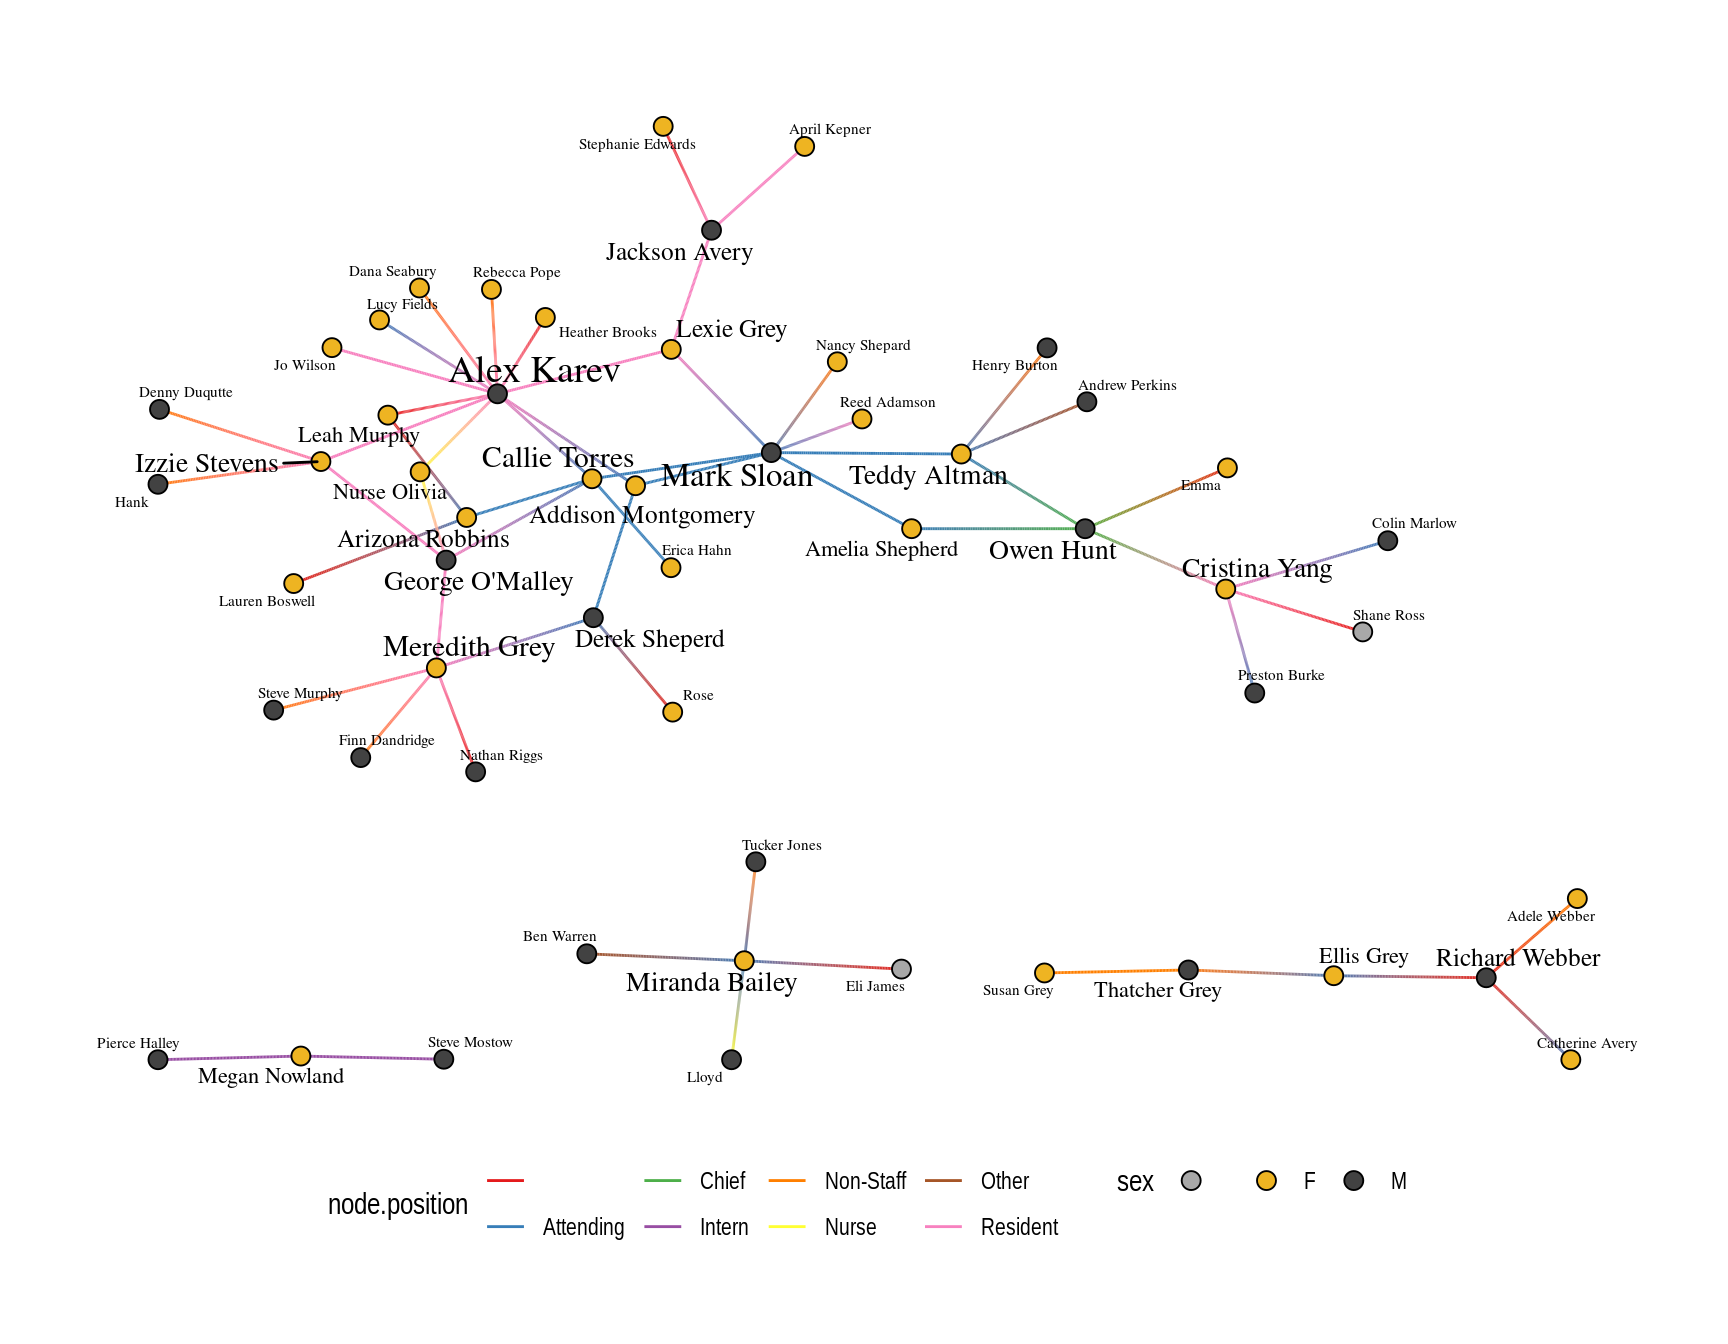 April Kepner
Stephanie Edwards
Jackson Avery
Dana Seabury
Rebecca Pope
Lucy Fields
Heather Brooks
Lexie Grey
Nancy Shepard
Jo Wilson
Henry Burton
Alex Karev
Andrew Perkins
Denny Duqutte
Reed Adamson
Leah Murphy
Callie Torres
Izzie Stevens
Mark Sloan
Teddy Altman
Emma
Nurse Olivia
Hank
Addison Montgomery
Colin Marlow
Arizona Robbins
Erica Hahn
Amelia Shepherd
Owen Hunt
Cristina Yang
George O'Malley
Lauren Boswell
Shane Ross
Derek Sheperd
Meredith Grey
Preston Burke
Steve Murphy
Rose
Finn Dandridge
Nathan Riggs
Tucker Jones
Adele Webber
Ben Warren
Ellis Grey
Richard Webber
Miranda Bailey
Eli James
Susan Grey
Thatcher Grey
Pierce Halley
Steve Mostow
Catherine Avery
Megan Nowland
Lloyd
node.position
Chief
Non-Staff
Other
Attending
Intern
Nurse
Resident
sex
F
M